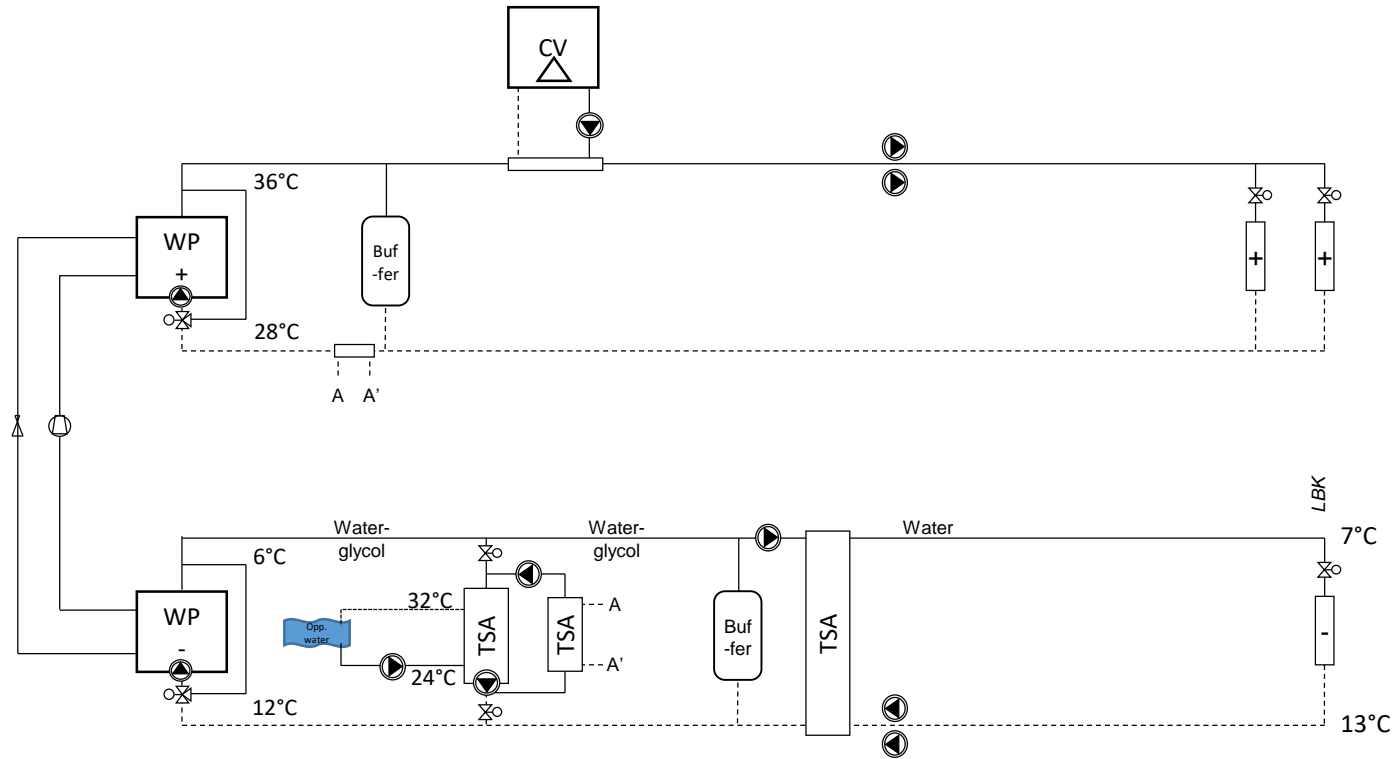 CV
36°C
WP
+
Buf
-fer
+
+
28°C
A
A’
LBK
Water-
glycol
Water-
glycol
Water
7°C
6°C
WP
-
32°C
Opp.
water
TSA
TSA
A
A’
Buf
-fer
TSA
-
24°C
12°C
13°C